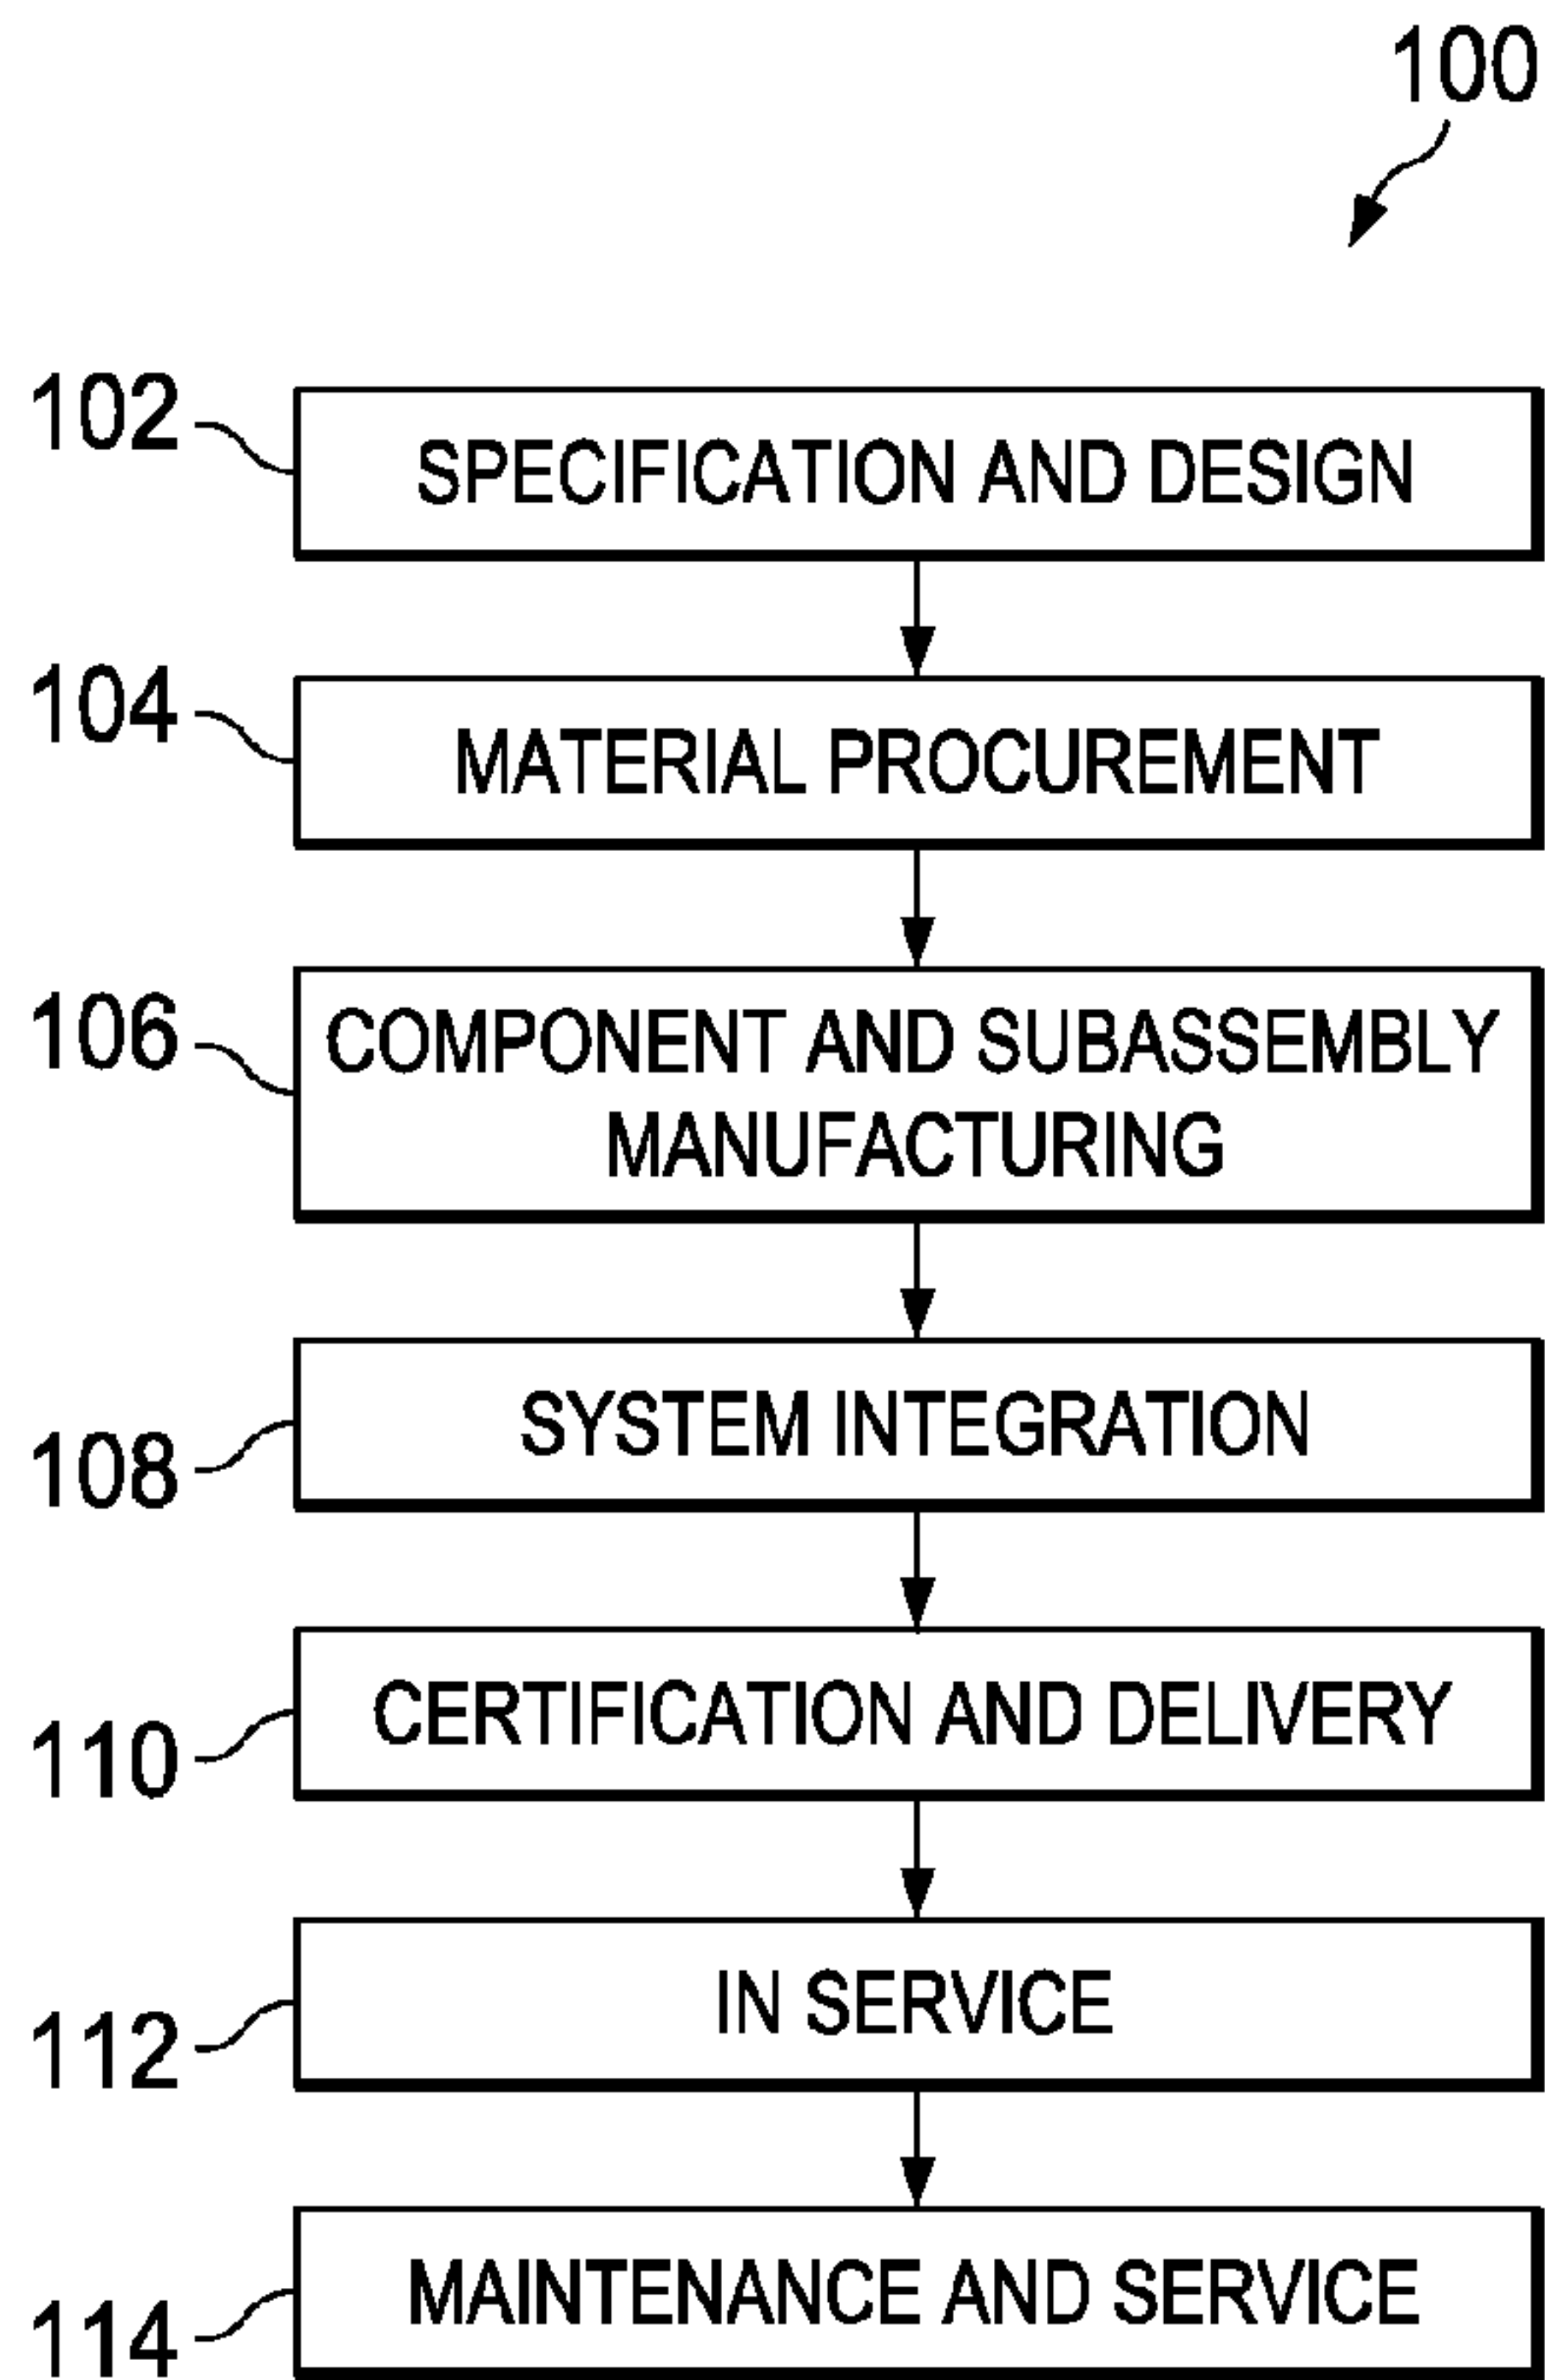 100
102
SPECIFICATION AND DESIGN
104
MATERIAL PROCUREMENT
106
COMPONENT AND SUBASSEMBLY
MANUFACTURING
108
SYSTEM INTEGRATION
110
CERTIFICATION AND DELIVERY
112
IN SERVICE
114
MAINTENANCE AND SERVICE